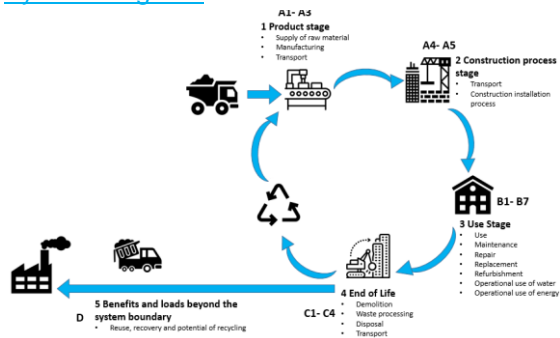 A1- A3
1 Product stage
• Supply of raw material
• Manufacturing
• Transport
A4- A5
2 Construction process
stage
• Transport
• Construction installation
process
B1- B7
3 Use Stage
• Use
• Maintenance
• Repair
• Replacement
• Refurbishment
• Operational use of water
• Operational use of energy
4 End of Life
• Demolition
• Waste processing
• Disposal
• Transport
C1- C4
D
5 Benefits and loads beyond the
system boundary
• Reuse, recovery and potential of recycling